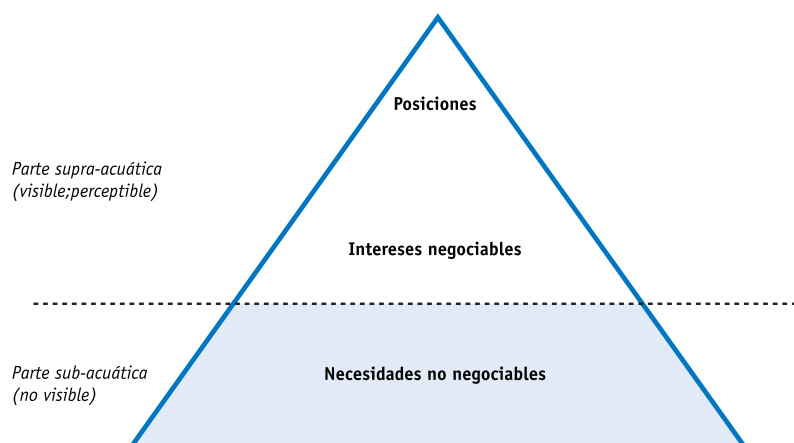 Posiciones
Parte supra-acuática
(visible;perceptible)
Intereses negociables
Parte sub-acuática
(no visible)
Necesidades no negociables